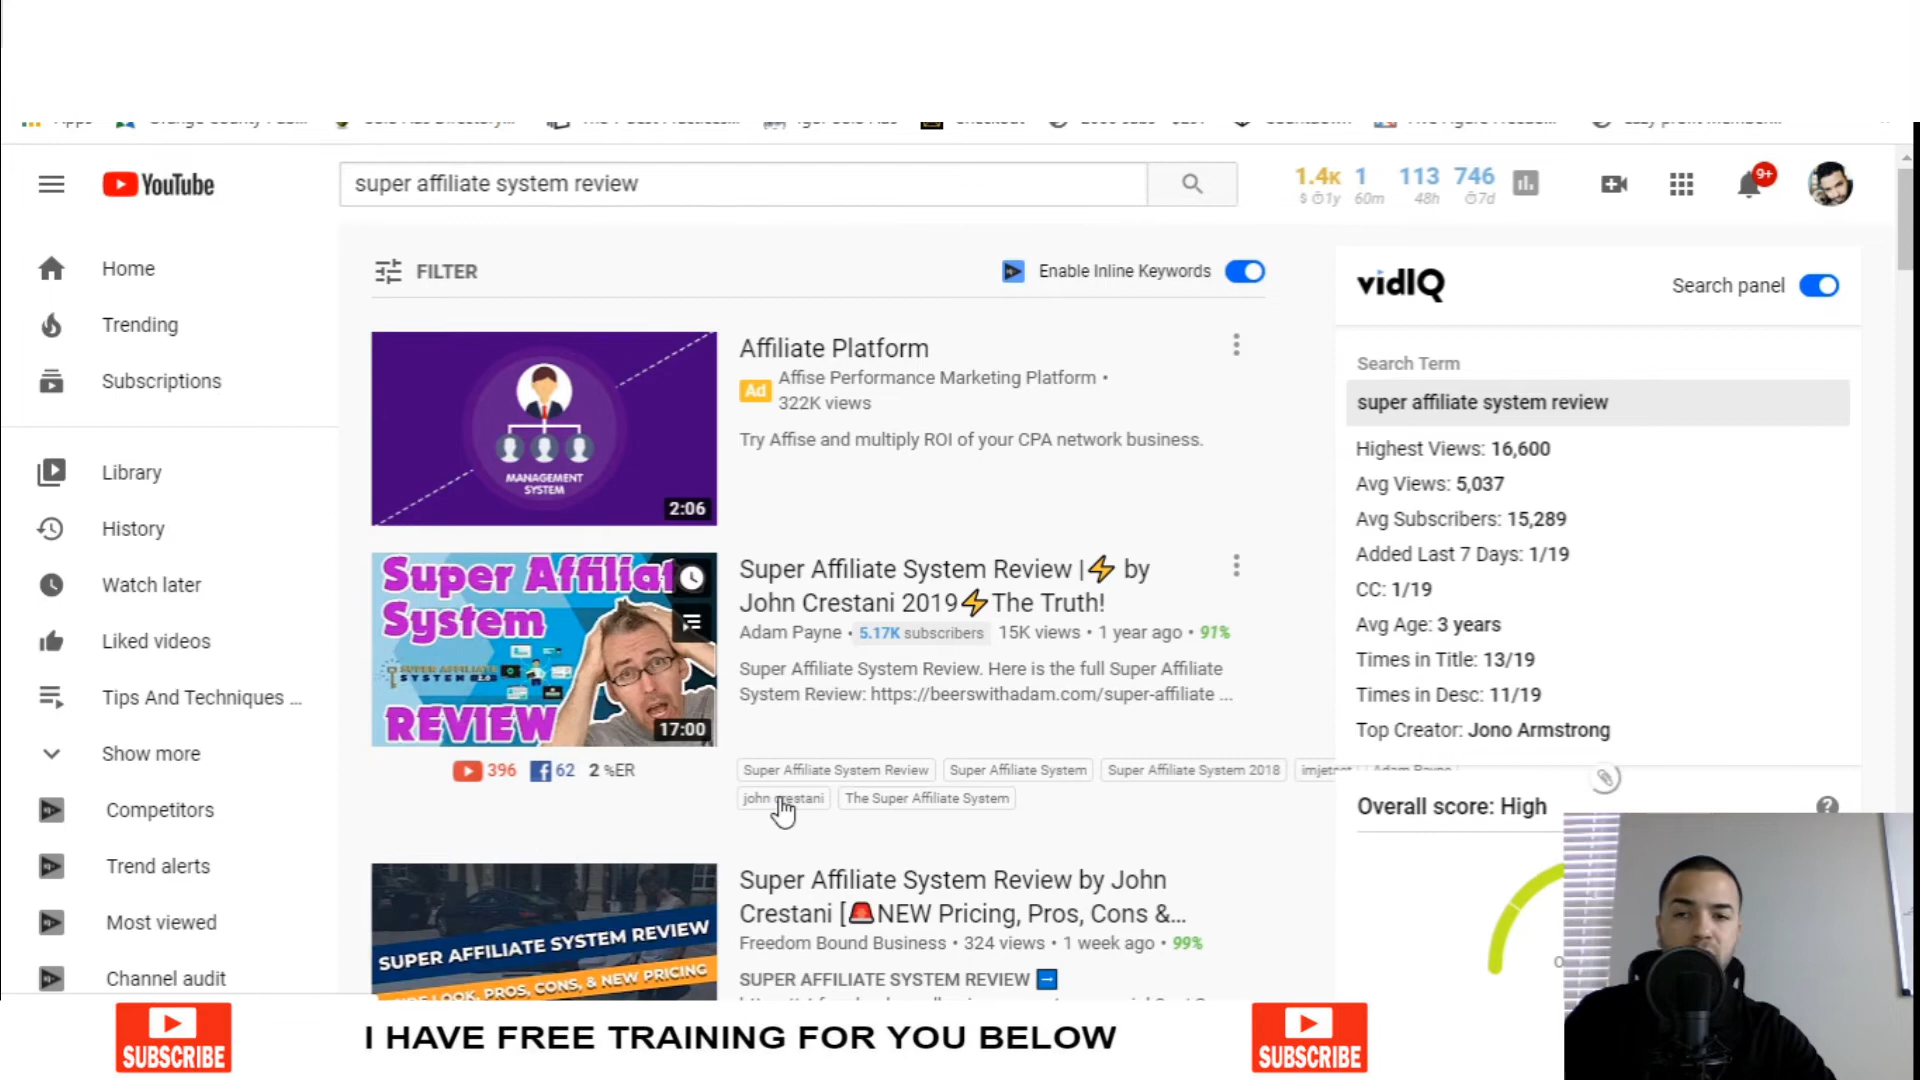 YouTube
super affiliate system review
1.4K 1 113 746
1y 60m 48h 7d
9+
Home
Trending
Subscriptions
Library
History
Watch later
Liked videos
Tips And Techniques ...
Show more
Competitors
Trend alerts
Most viewed
Channel audit
FILTER
Enable Inline Keywords
MANAGEMENT
SYSTEM
2:06
Affiliate Platform
Ad Affise Performance Marketing Platform •
322K views
Try Affise and multiply ROI of your CPA network business.
Super Affiliat
System
REVIEW
17:00
396 62 2 %ER
Super Affiliate System Review |⚡ by
John Crestani 2019⚡The Truth!
Adam Payne • 5.17K subscribers 15K views • 1 year ago • 91%
Super Affiliate System Review. Here is the full Super Affiliate
System Review: https://beerswithadam.com/super-affiliate ...
Super Affiliate System Review Super Affiliate System Super Affiliate System 2018
john crestani The Super Affiliate System
SUPER AFFILIATE SYSTEM REVIEW
LOOK, PROS, CONS, & NEW PRICING
Super Affiliate System Review by John
Crestani [🚨NEW Pricing, Pros, Cons &...
Freedom Bound Business • 324 views • 1 week ago • 99%
SUPER AFFILIATE SYSTEM REVIEW
vidIQ
Search panel
Search Term
super affiliate system review
Highest Views: 16,600
Avg Views: 5,037
Avg Subscribers: 15,289
Added Last 7 Days: 1/19
CC: 1/19
Avg Age: 3 years
Times in Title: 13/19
Times in Desc: 11/19
Top Creator: Jono Armstrong
Overall score: High
SUBSCRIBE
I HAVE FREE TRAINING FOR YOU BELOW
SUBSCRIBE